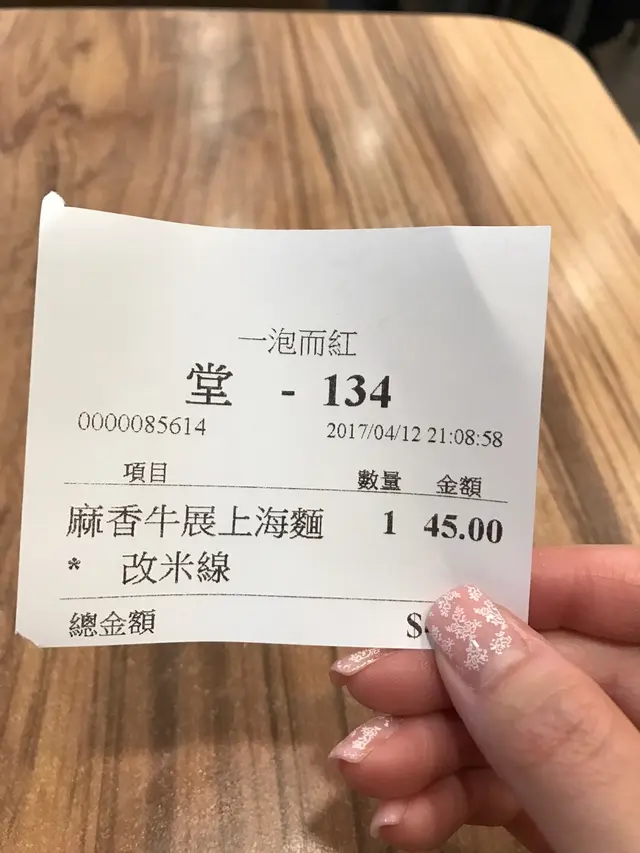 一泡而紅
堂 - 134
0000085614 2017/04/12 21:08:58
項目 數量 金額
麻香牛展上海麵 1 45.00
* 改米線
總金額 $